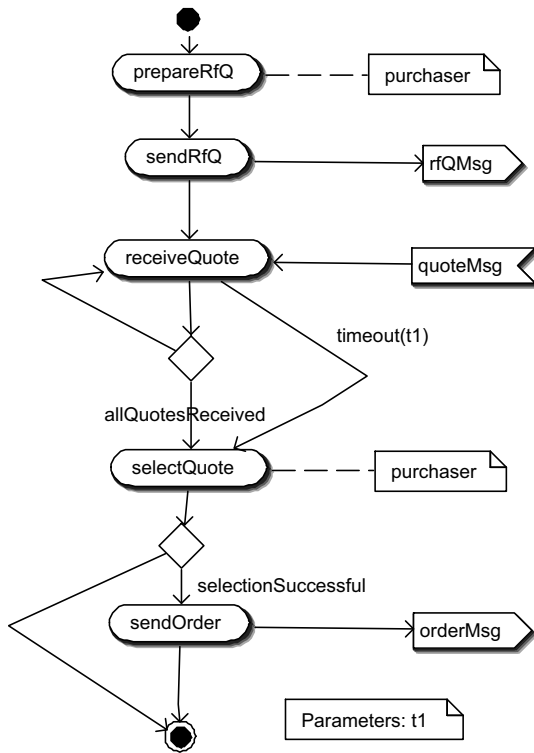 prepareRfQ
purchaser
sendRfQ
rfQMsg
receiveQuote
quoteMsg
timeout(t1)
allQuotesReceived
selectQuote
purchaser
selectionSuccessful
sendOrder
orderMsg
Parameters: t1